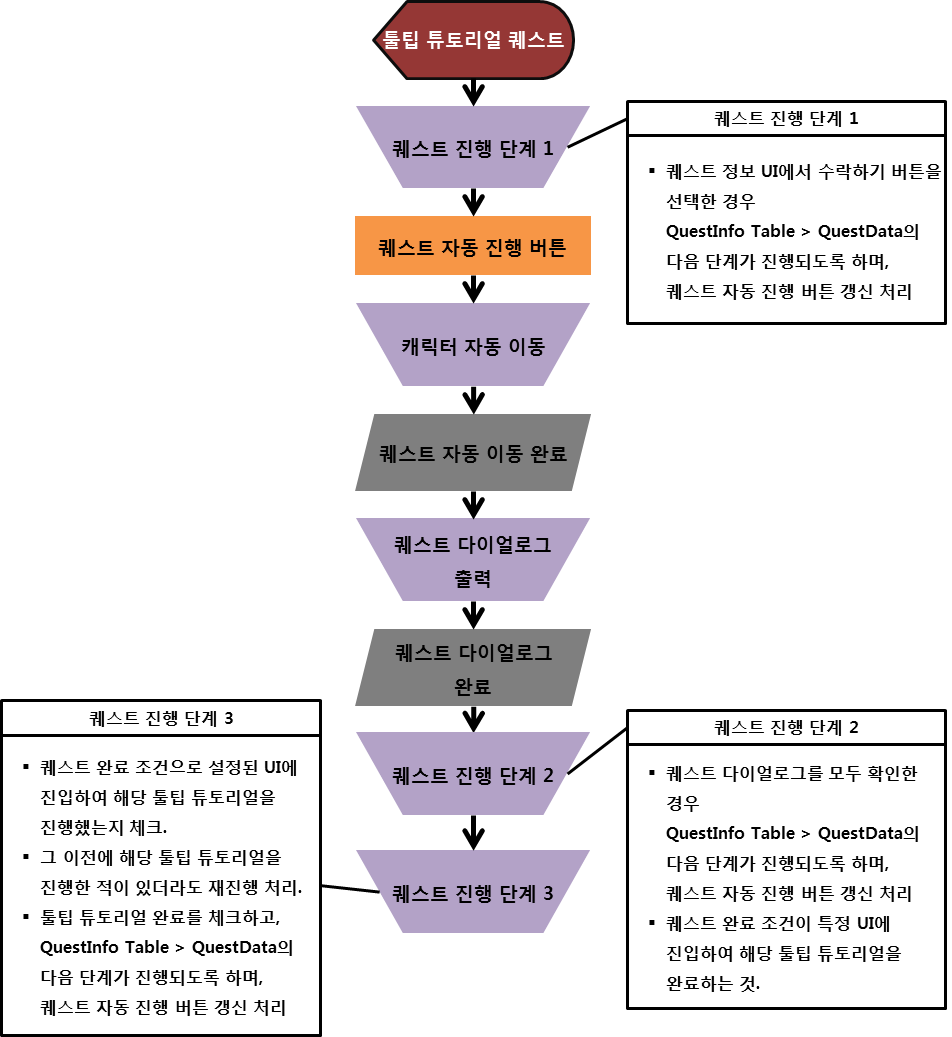 툴팁 튜토리얼 퀘스트
퀘스트 진행 단계 1
퀘스트 진행 단계 1
▪ 퀘스트 정보 UI에서 수락하기 버튼을
선택한 경우
QuestInfo Table > QuestData의
다음 단계가 진행되도록 하며,
퀘스트 자동 진행 버튼 갱신 처리
퀘스트 자동 진행 버튼
캐릭터 자동 이동
퀘스트 자동 이동 완료
퀘스트 다이얼로그
출력
퀘스트 다이얼로그
완료
퀘스트 진행 단계 2
퀘스트 진행 단계 2
▪ 퀘스트 다이얼로그를 모두 확인한
경우
QuestInfo Table > QuestData의
다음 단계가 진행되도록 하며,
퀘스트 자동 진행 버튼 갱신 처리
▪ 퀘스트 완료 조건이 특정 UI에
진입하여 해당 툴팁 튜토리얼을
완료하는 것.
퀘스트 진행 단계 3
퀘스트 진행 단계 3
▪ 퀘스트 완료 조건으로 설정된 UI에
진입하여 해당 툴팁 튜토리얼을
진행했는지 체크.
▪ 그 이전에 해당 툴팁 튜토리얼을
진행한 적이 있더라도 재진행 처리.
▪ 툴팁 튜토리얼 완료를 체크하고,
QuestInfo Table > QuestData의
다음 단계가 진행되도록 하며,
퀘스트 자동 진행 버튼 갱신 처리